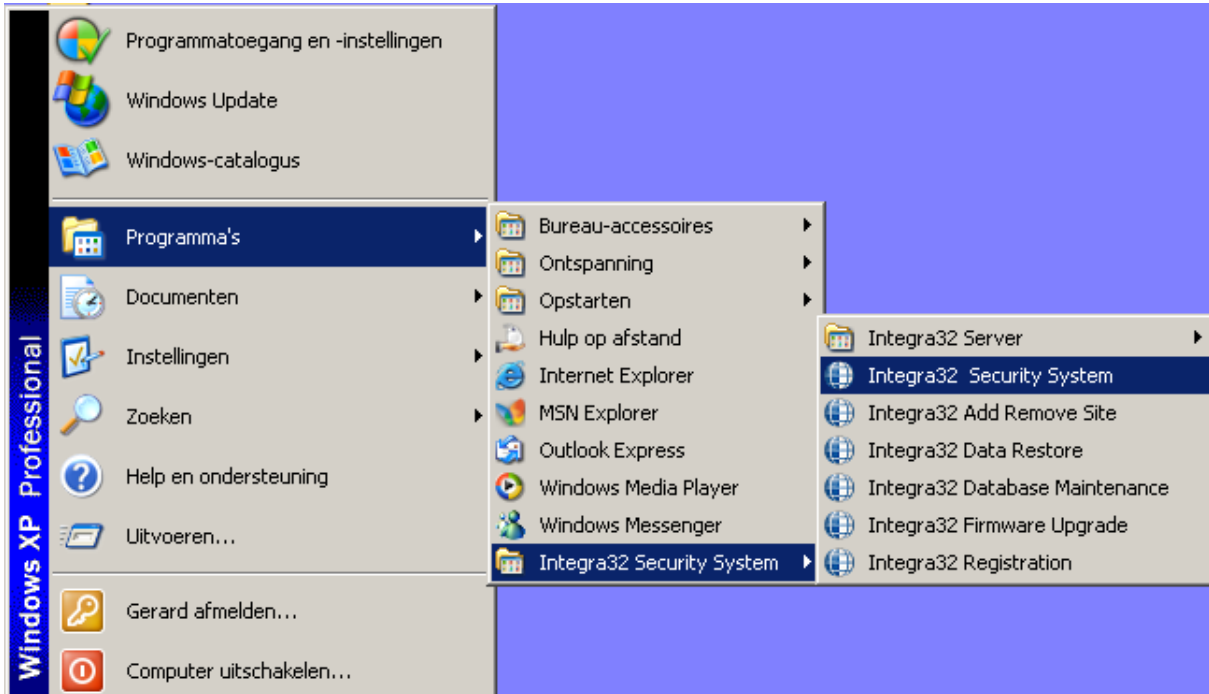 Programmatoegang en -instellingen
Windows Update
Windows-catalogus
Programma's
Documenten
Instellingen
Zoeken
Help en ondersteuning
Uitvoeren...
Gerard afmelden...
Computer uitschakelen...
Windows XP Professional
Bureau-accessoires
Ontspanning
Opstarten
Hulp op afstand
Internet Explorer
MSN Explorer
Outlook Express
Windows Media Player
Windows Messenger
Integra32 Security System
Integra32 Server
Integra32  Security System
Integra32 Add Remove Site
Integra32 Data Restore
Integra32 Database Maintenance
Integra32 Firmware Upgrade
Integra32 Registration